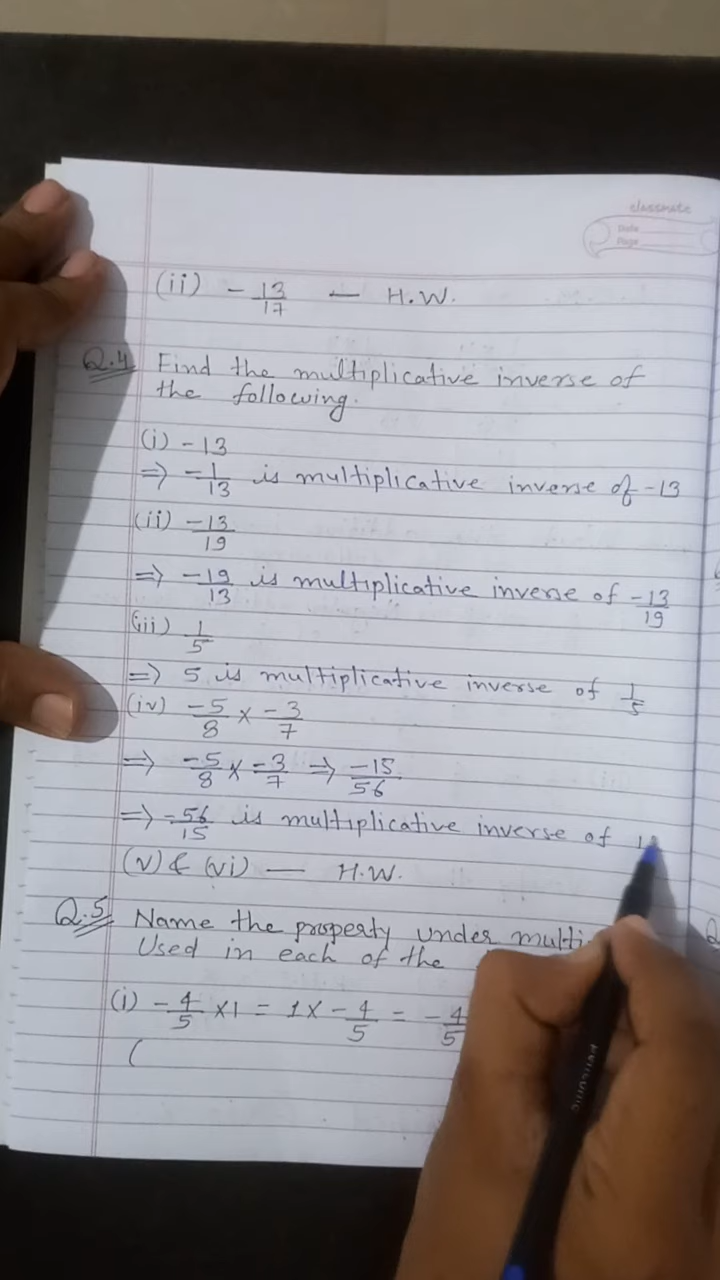 classmate
Date
Page
(ii) - 13/17 — H.W.
Q.4 Find the multiplicative inverse of
the following.
(i) -13
⇒ -1/13 is multiplicative inverse of -13
(ii) -13/19
⇒ -19/13 is multiplicative inverse of -13/19
(iii) 1/5
⇒ 5 is multiplicative inverse of 1/5
(iv) -5/8 × -3/7
⇒ -5/8 × -3/7 ⇒ -15/56
⇒ -56/15 is multiplicative inverse of
(v) & (vi) — H.W.
Q.5 Name the property under multi
Used in each of the
(i) -4/5 ×1 = 1× -4/5 = -4/5
(